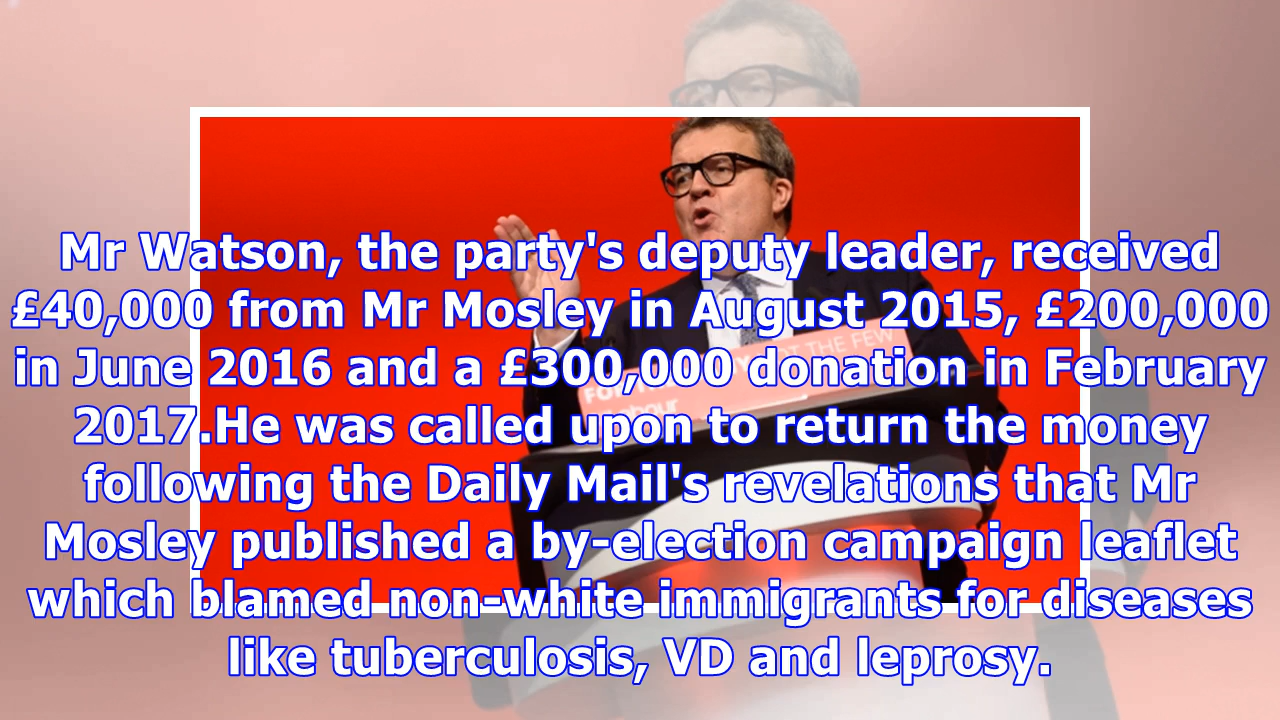 Mr Watson, the party's deputy leader, received
£40,000 from Mr Mosley in August 2015, £200,000
in June 2016 and a £300,000 donation in February
2017.He was called upon to return the money
following the Daily Mail's revelations that Mr
Mosley published a by-election campaign leaflet
which blamed non-white immigrants for diseases
like tuberculosis, VD and leprosy.
THE FEW